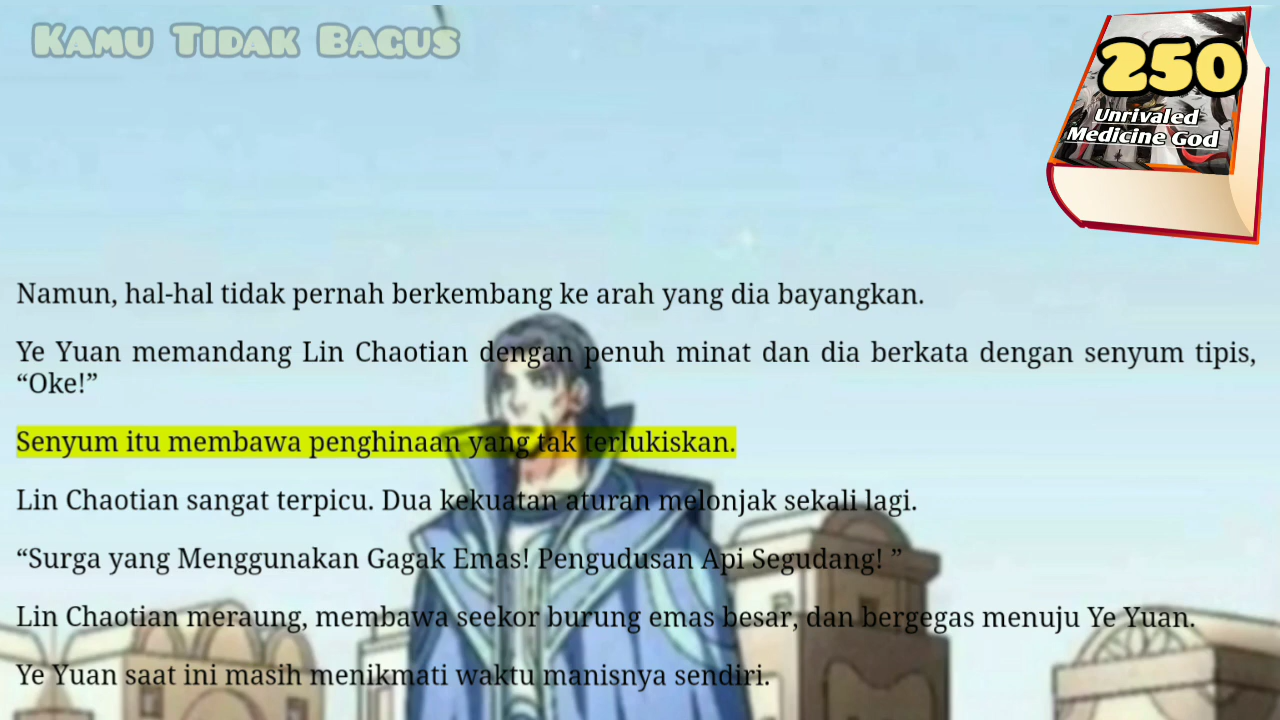 Kamu Tidak Bagus
250
Unrivaled
Medicine God
Namun, hal-hal tidak pernah berkembang ke arah yang dia bayangkan.
Ye Yuan memandang Lin Chaotian dengan penuh minat dan dia berkata dengan senyum tipis,
“Oke!”
Senyum itu membawa penghinaan yang tak terlukiskan.
Lin Chaotian sangat terpicu. Dua kekuatan aturan melonjak sekali lagi.
“Surga yang Menggunakan Gagak Emas! Pengudusan Api Segudang! ”
Lin Chaotian meraung, membawa seekor burung emas besar, dan bergegas menuju Ye Yuan.
Ye Yuan saat ini masih menikmati waktu manisnya sendiri.